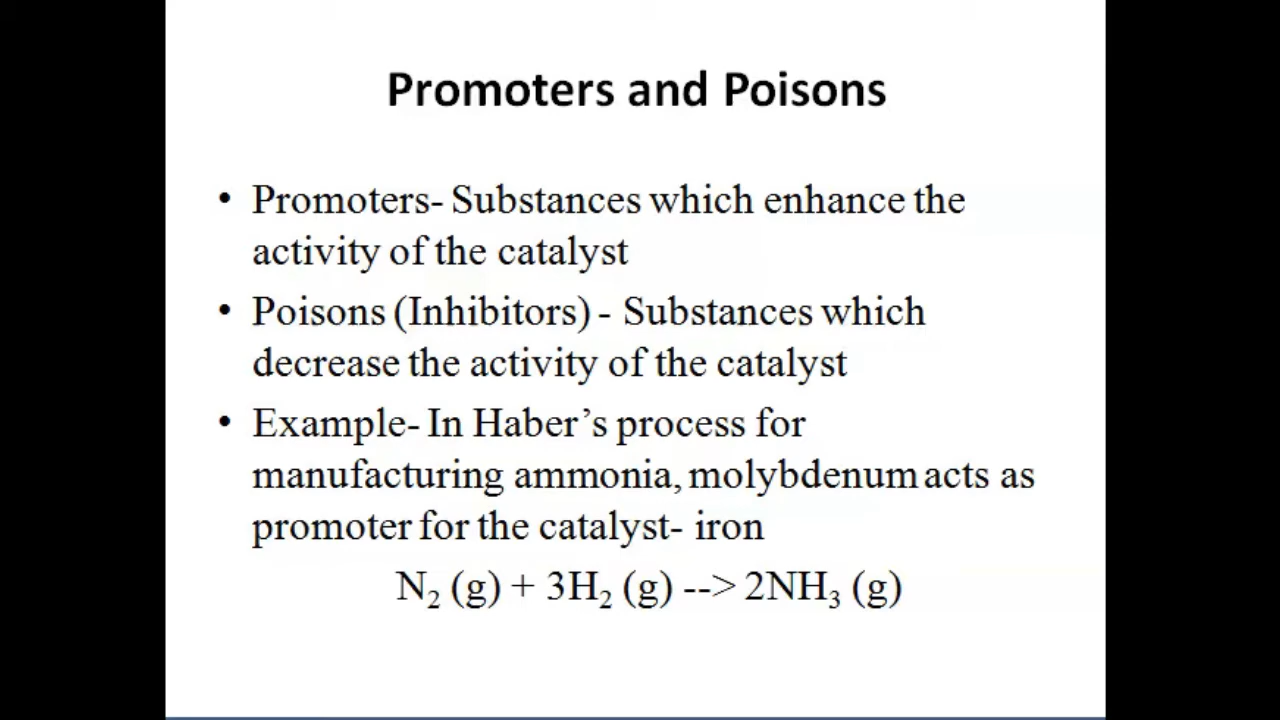 Promoters and Poisons
• Promoters- Substances which enhance the
activity of the catalyst
• Poisons (Inhibitors) - Substances which
decrease the activity of the catalyst
• Example- In Haber’s process for
manufacturing ammonia, molybdenum acts as
promoter for the catalyst- iron
N₂ (g) + 3H₂ (g) --> 2NH₃ (g)